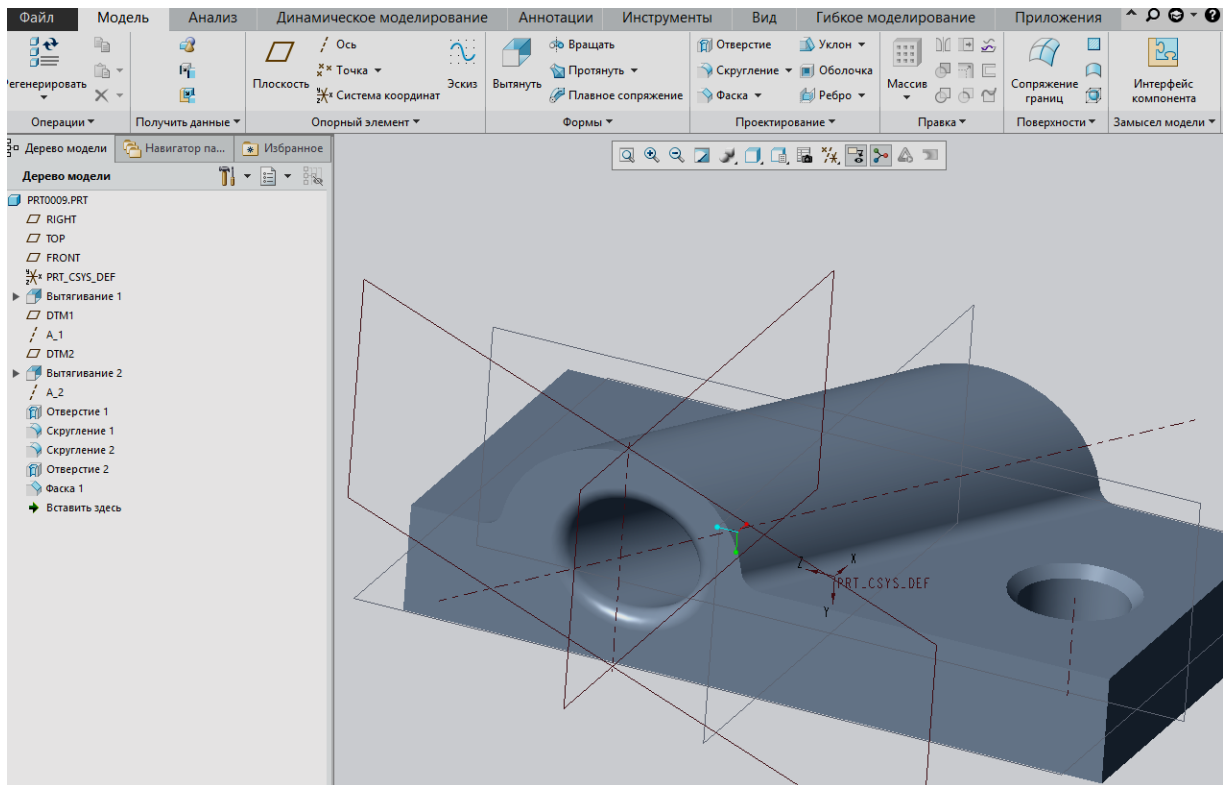 Файл Модель Анализ Динамическое моделирование Аннотации Инструменты Вид Гибкое моделирование Приложения
Ось Вращать Отверстие Уклон
Точка Протянуть Скругление Оболочка
Регенерировать Плоскость Система координат Эскиз Вытянуть Плавное сопряжение Фаска Ребро Массив Сопряжение границ Интерфейс компонента
Операции Получить данные Опорный элемент Формы Проектирование Правка Поверхности Замысел модели
Дерево модели Навигатор па... Избранное
Дерево модели
PRT0009.PRT
RIGHT
TOP
FRONT
PRT_CSYS_DEF
Вытягивание 1
DTM1
A_1
DTM2
Вытягивание 2
A_2
Отверстие 1
Скругление 1
Скругление 2
Отверстие 2
Фаска 1
Вставить здесь
X
Z
PRT_CSYS_DEF
Y